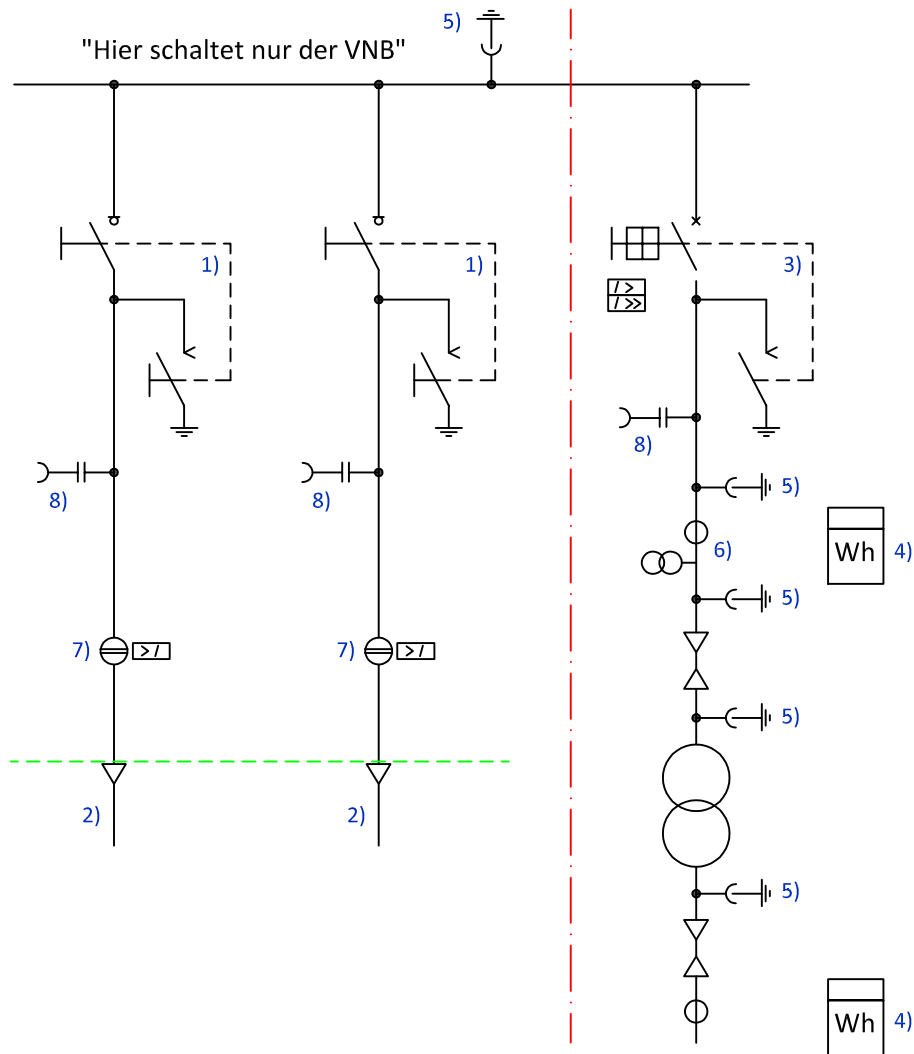 5)
"Hier schaltet nur der VNB"
1)
1)
3)
I >
I >>
8)
8)
8)
5)
6)
Wh
4)
5)
7)
> I
7)
> I
5)
2)
2)
5)
Wh
4)